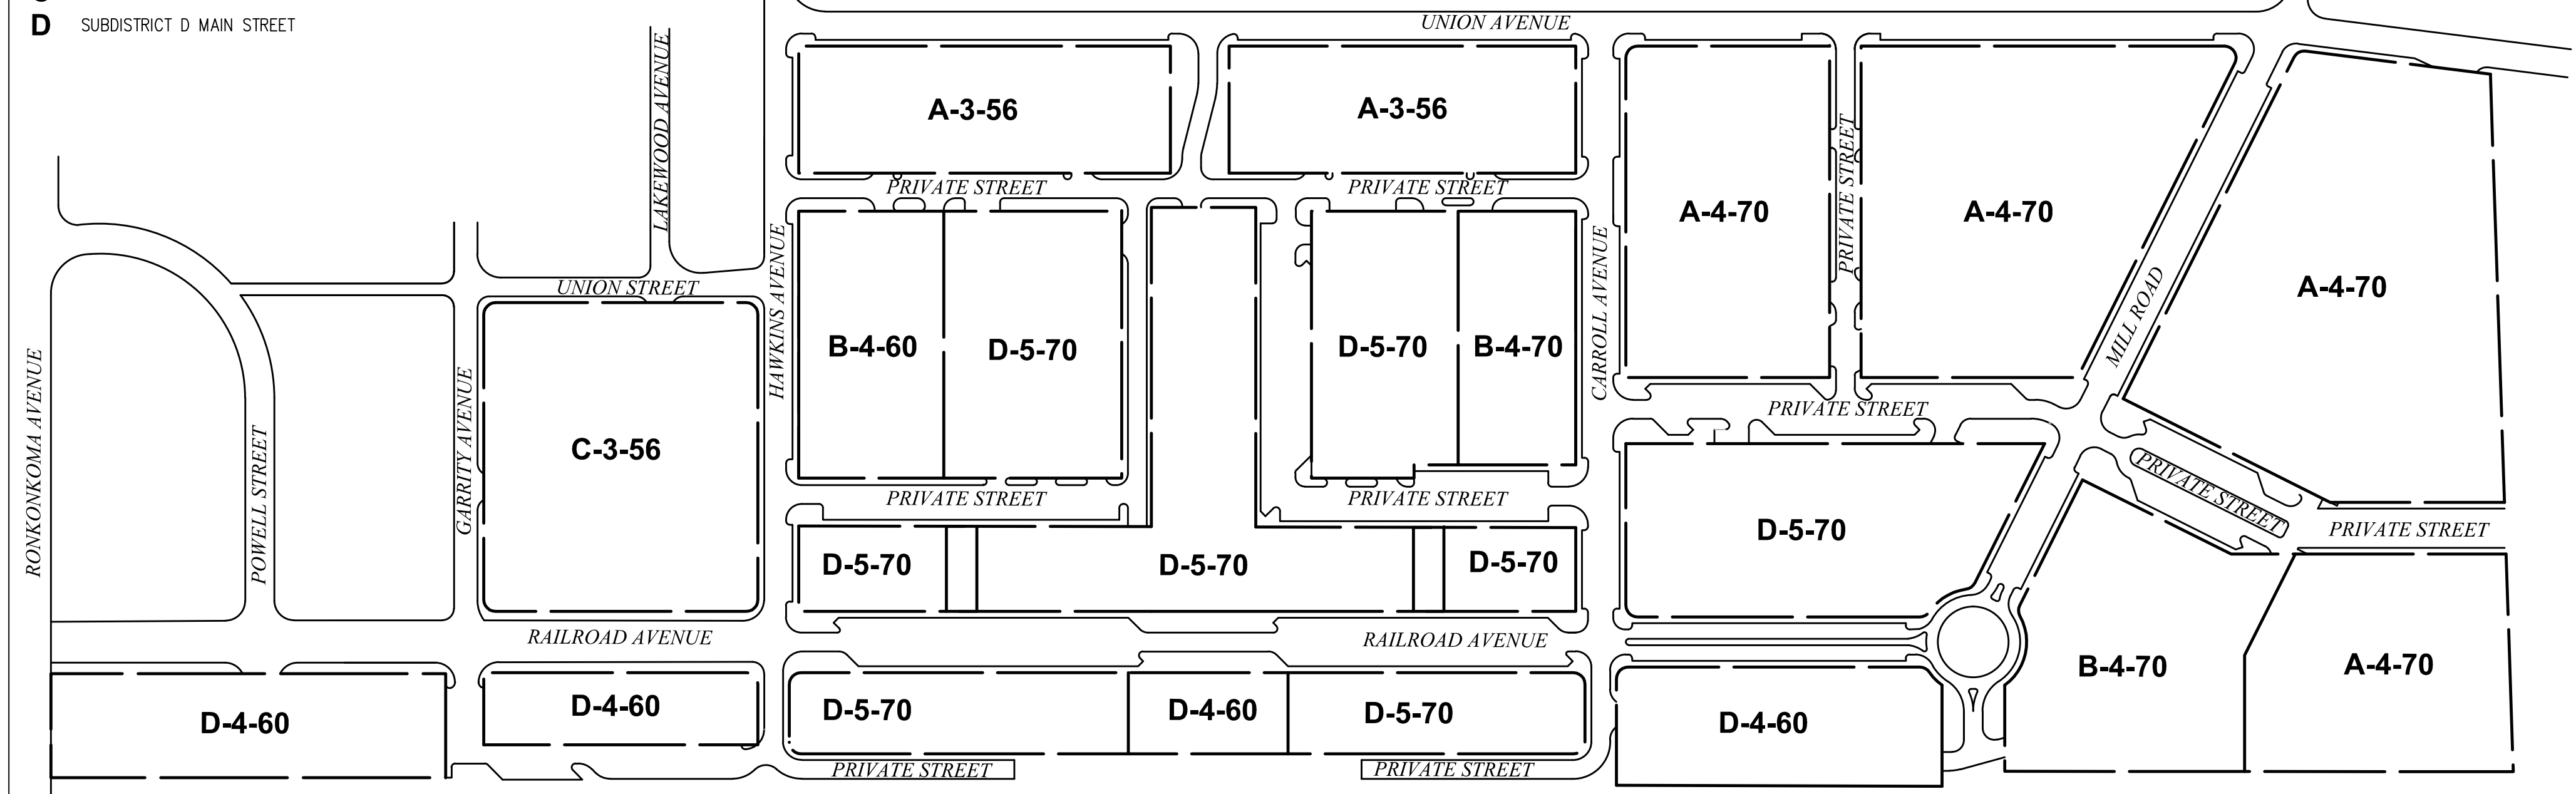 D SUBDISTRICT D MAIN STREET
UNION AVENUE
LAKEWOOD AVENUE
A-3-56
A-3-56
PRIVATE STREET
PRIVATE STREET
PRIVATE STREET
A-4-70
A-4-70
A-4-70
UNION STREET
HAWKINS AVENUE
CARROLL AVENUE
MILL ROAD
B-4-60
D-5-70
D-5-70
B-4-70
RONKONKOMA AVENUE
POWELL STREET
GARRITY AVENUE
C-3-56
PRIVATE STREET
PRIVATE STREET
PRIVATE STREET
PRIVATE STREET
PRIVATE STREET
D-5-70
D-5-70
D-5-70
D-5-70
RAILROAD AVENUE
RAILROAD AVENUE
B-4-70
A-4-70
D-4-60
D-4-60
D-5-70
D-4-60
D-5-70
D-4-60
PRIVATE STREET
PRIVATE STREET